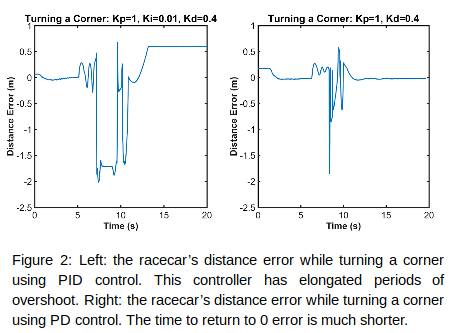 Turning a Corner: Kp=1, Ki=0.01, Kd=0.4
Turning a Corner: Kp=1, Kd=0.4
1
0.5
0
-0.5
-1
-1.5
-2
-2.5
Distance Error (m)
0
5
10
15
20
Time (s)
1
0.5
0
-0.5
-1
-1.5
-2
-2.5
Distance Error (m)
0
5
10
15
20
Time (s)
Figure 2: Left: the racecar's distance error while turning a corner
using PID control. This controller has elongated periods of
overshoot. Right: the racecar's distance error while turning a corner
using PD control. The time to return to 0 error is much shorter.